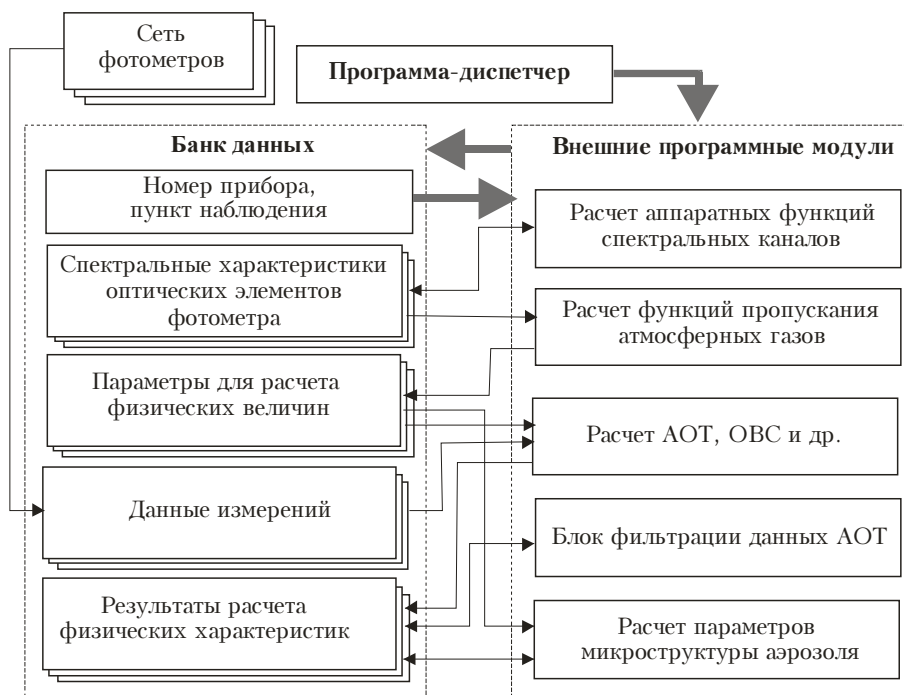 Сеть
фотометров
Программа-диспетчер
Банк данных
Номер прибора,
пункт наблюдения
Спектральные характеристики
оптических элементов
фотометра
Параметры для расчета
физических величин
Данные измерений
Результаты расчета
физических характеристик
Внешние программные модули
Расчет аппаратных функций
спектральных каналов
Расчет функций пропускания
атмосферных газов
Расчет АОТ, ОВС и др.
Блок фильтрации данных АОТ
Расчет параметров
микроструктуры аэрозоля